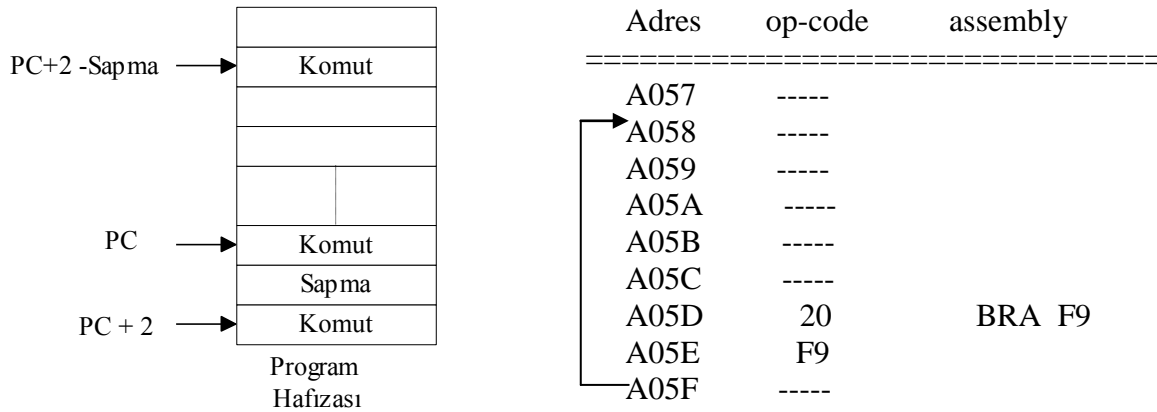 PC+2 -Sapma
Komut
PC
Komut
Sapma
PC + 2
Komut
Program
Hafızası
Adres op-code assembly
==================================
A057 -----
A058 -----
A059 -----
A05A -----
A05B -----
A05C -----
A05D 20 BRA F9
A05E F9
A05F -----